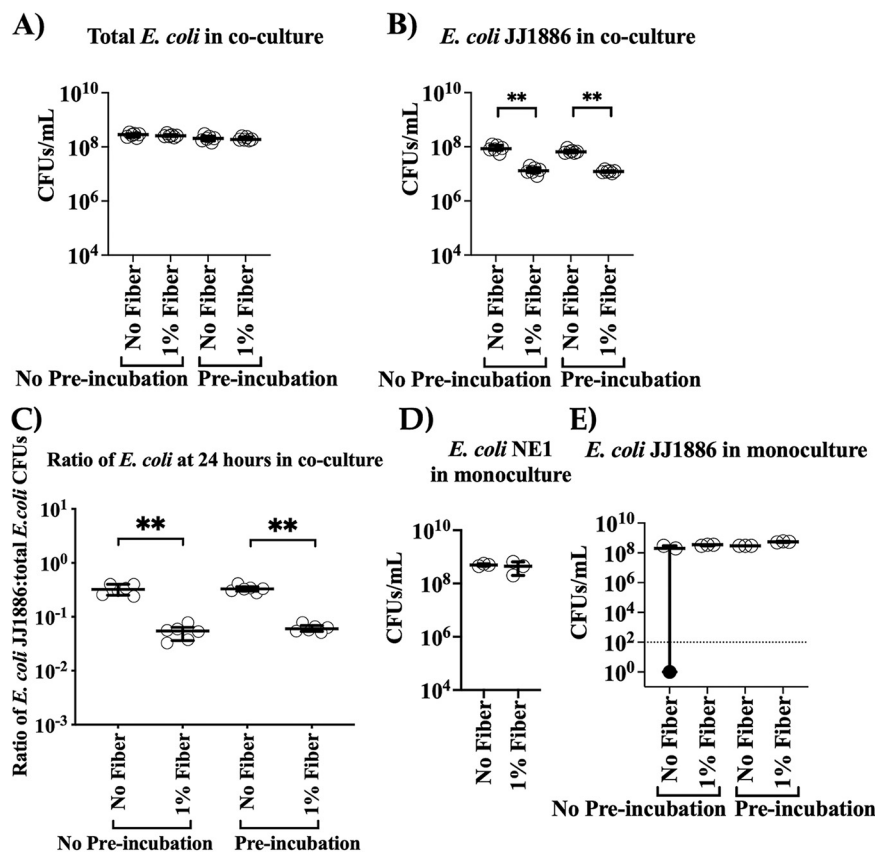 A)
Total E. coli in co-culture
CFUs/mL
10^10
10^8
10^6
10^4
No Fiber
1% Fiber
No Fiber
1% Fiber
No Pre-incubation
Pre-incubation
B)
E. coli JJ1886 in co-culture
CFUs/mL
10^10
10^8
10^6
10^4
**
**
No Fiber
1% Fiber
No Fiber
1% Fiber
No Pre-incubation
Pre-incubation
C)
Ratio of E. coli at 24 hours in co-culture
Ratio of E. coli JJ1886:total E.coli CFUs
10^1
10^0
10^-1
10^-2
10^-3
**
**
No Fiber
1% Fiber
No Fiber
1% Fiber
No Pre-incubation
Pre-incubation
D)
E. coli NE1
in monoculture
CFUs/mL
10^10
10^8
10^6
10^4
No Fiber
1% Fiber
E)
E. coli JJ1886 in monoculture
CFUs/mL
10^10
10^8
10^6
10^4
10^2
10^0
No Fiber
1% Fiber
No Fiber
1% Fiber
No Pre-incubation
Pre-incubation